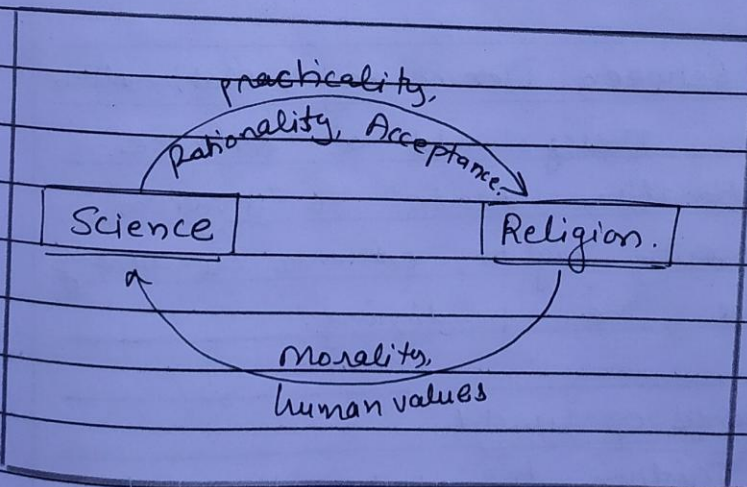 practicality,
Rationality, Acceptance.
Science
Religion.
Morality,
human values